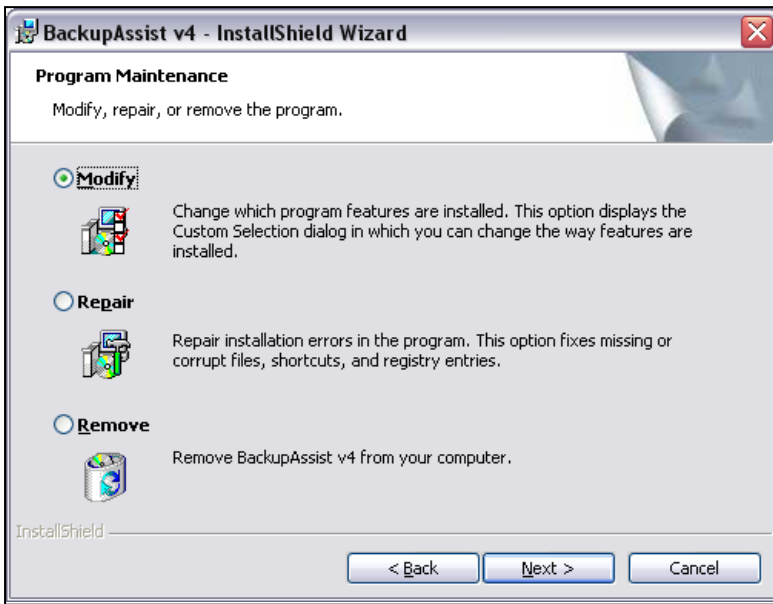 BackupAssist v4 - InstallShield Wizard
Program Maintenance
Modify, repair, or remove the program.
Modify
Change which program features are installed. This option displays the
Custom Selection dialog in which you can change the way features are
installed.
Repair
Repair installation errors in the program. This option fixes missing or
corrupt files, shortcuts, and registry entries.
Remove
Remove BackupAssist v4 from your computer.
InstallShield
< Back
Next >
Cancel